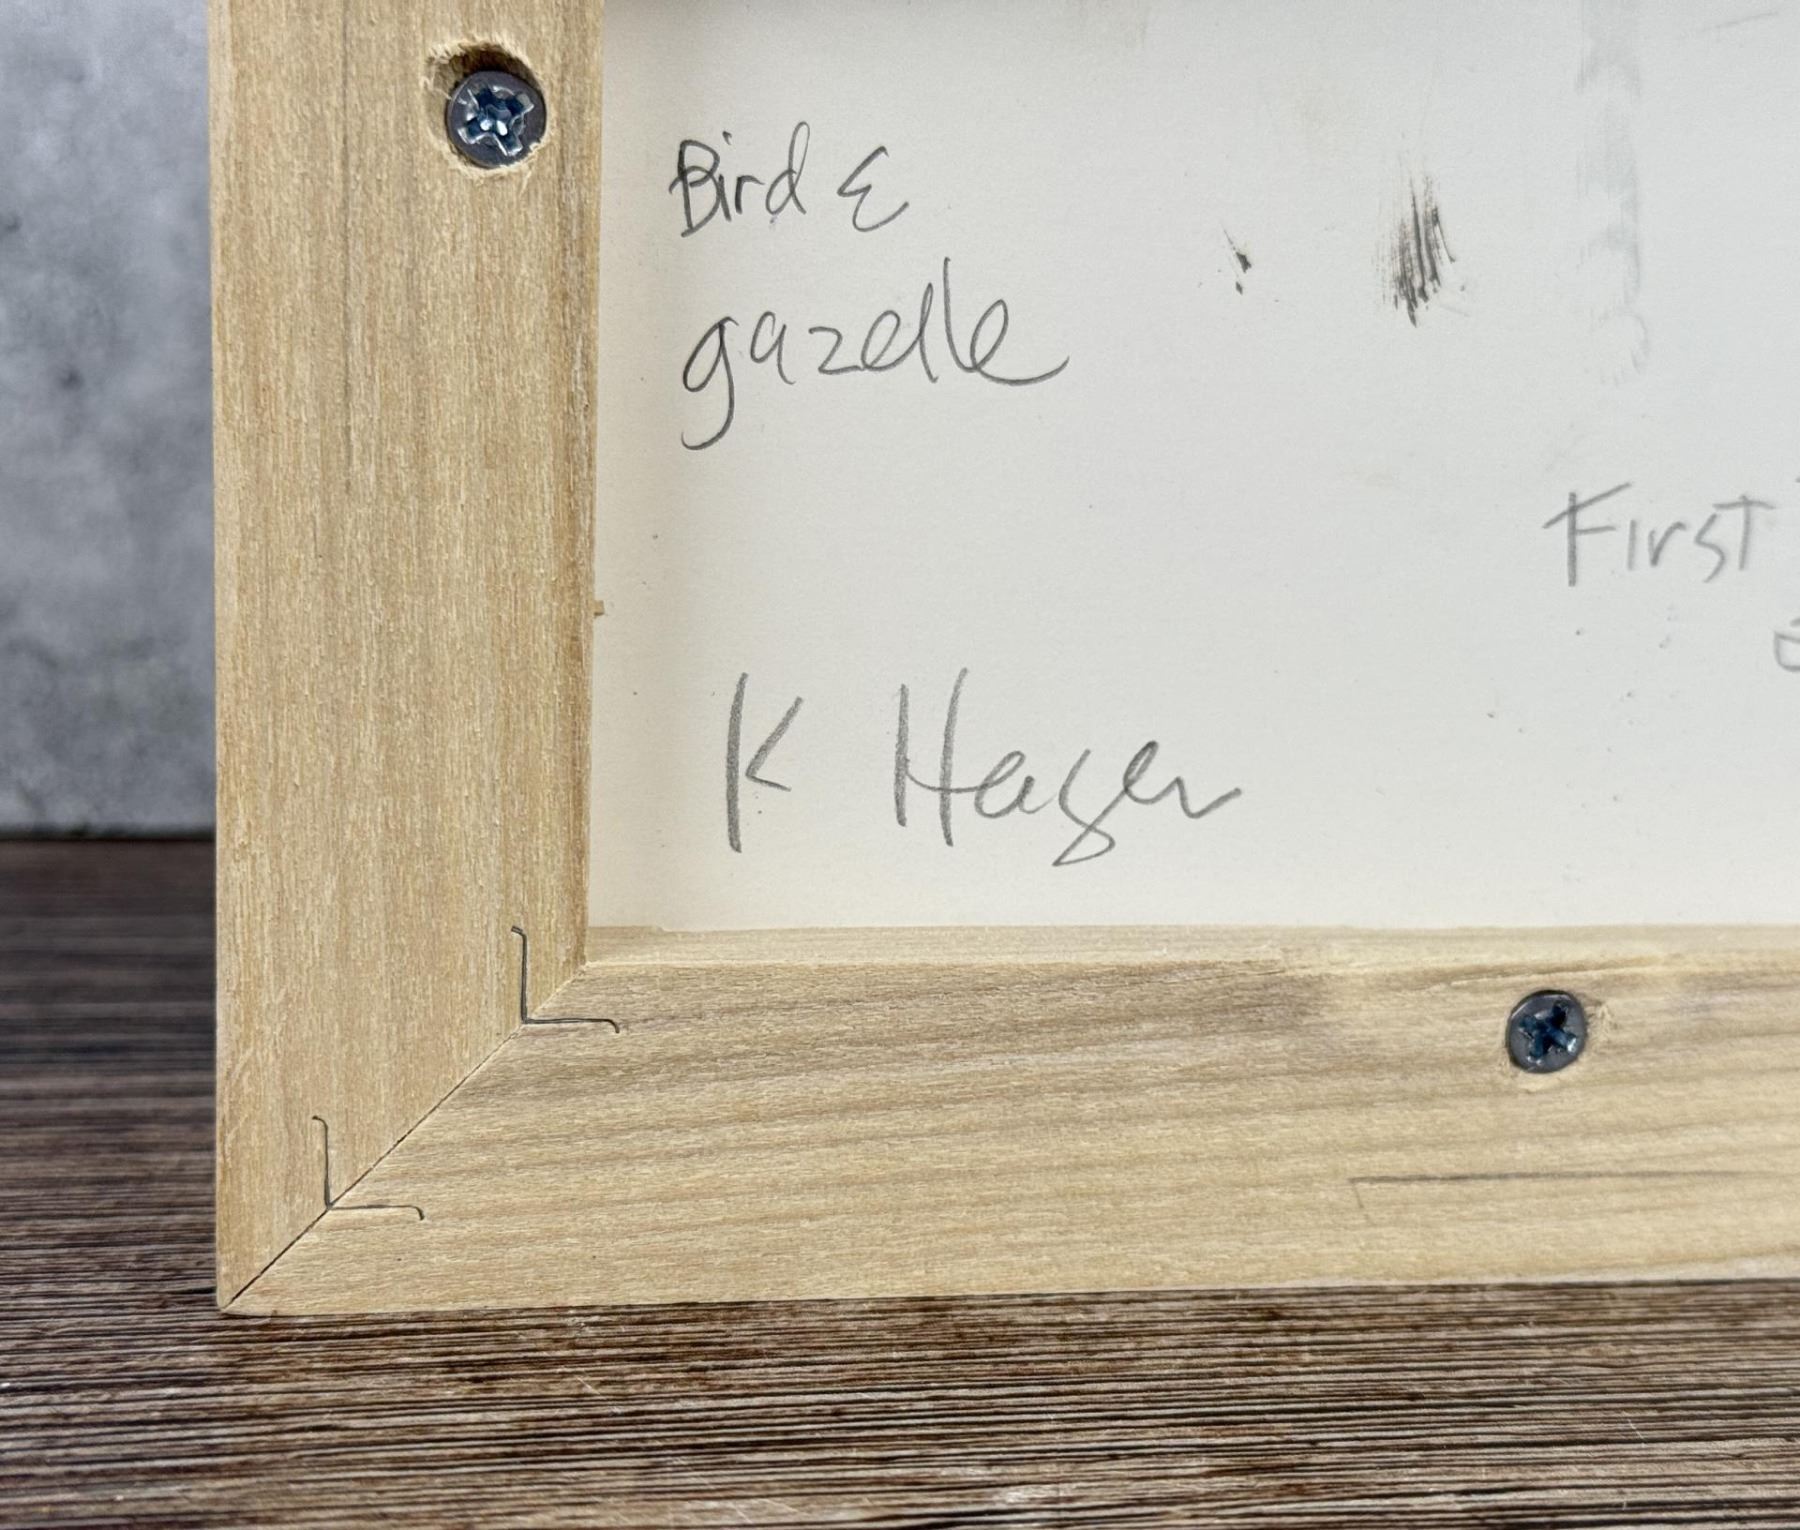 Bird &
gazelle
First
K Hager